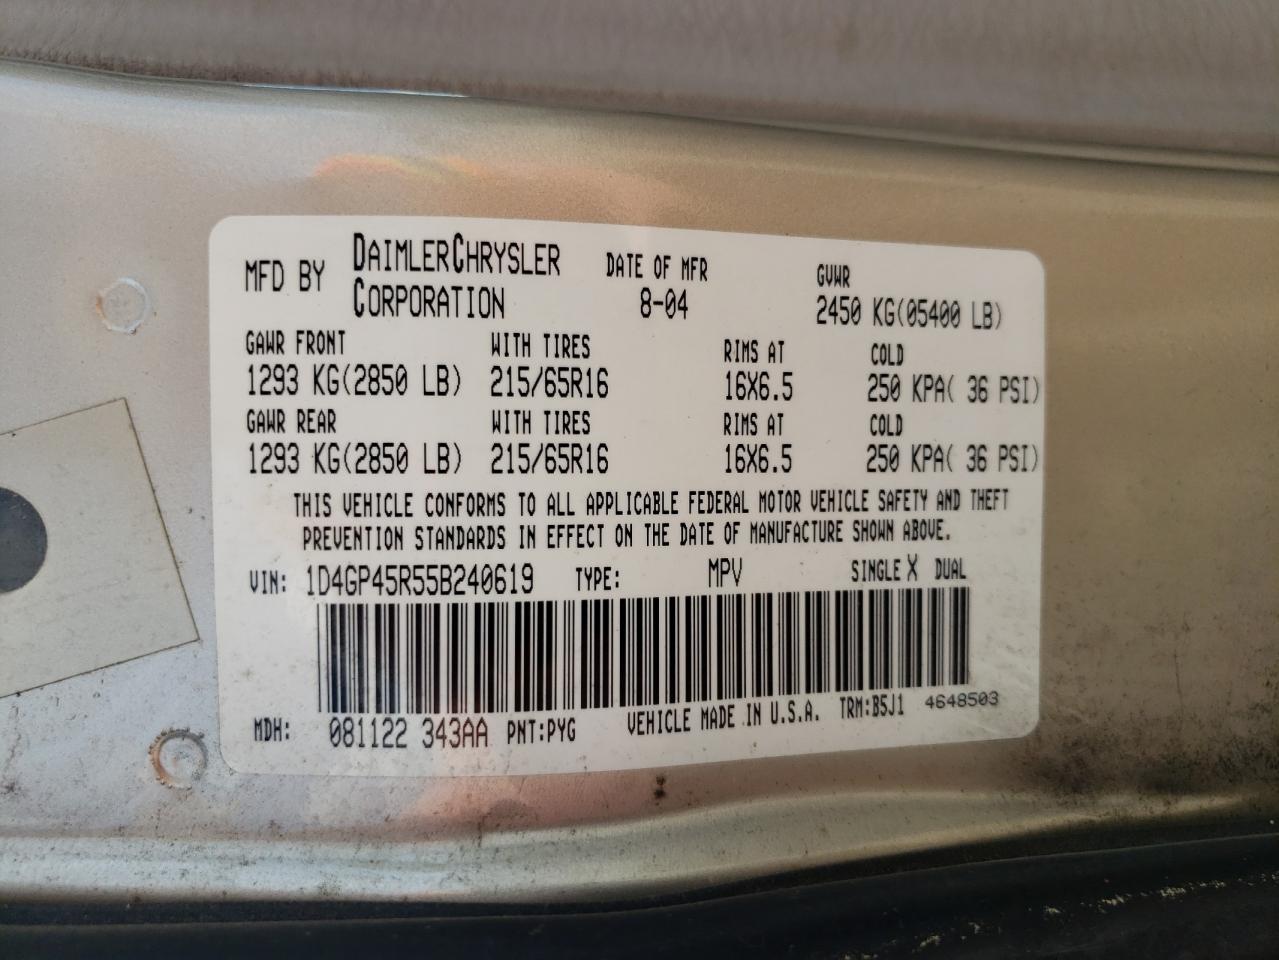 MFD BY DAIMLERCHRYSLER CORPORATION DATE OF MFR 8-04 GVWR 2450 KG(05400 LB)
GAWR FRONT WITH TIRES RIMS AT COLD
1293 KG(2850 LB) 215/65R16 16X6.5 250 KPA( 36 PSI)
GAWR REAR WITH TIRES RIMS AT COLD
1293 KG(2850 LB) 215/65R16 16X6.5 250 KPA( 36 PSI)
THIS VEHICLE CONFORMS TO ALL APPLICABLE FEDERAL MOTOR VEHICLE SAFETY AND THEFT
PREVENTION STANDARDS IN EFFECT ON THE DATE OF MANUFACTURE SHOWN ABOVE.
VIN: 1D4GP45R55B240619 TYPE: MPV SINGLE X DUAL
MDH: 081122 343AA PNT:PYG VEHICLE MADE IN U.S.A. TRM:B5J1 4648503